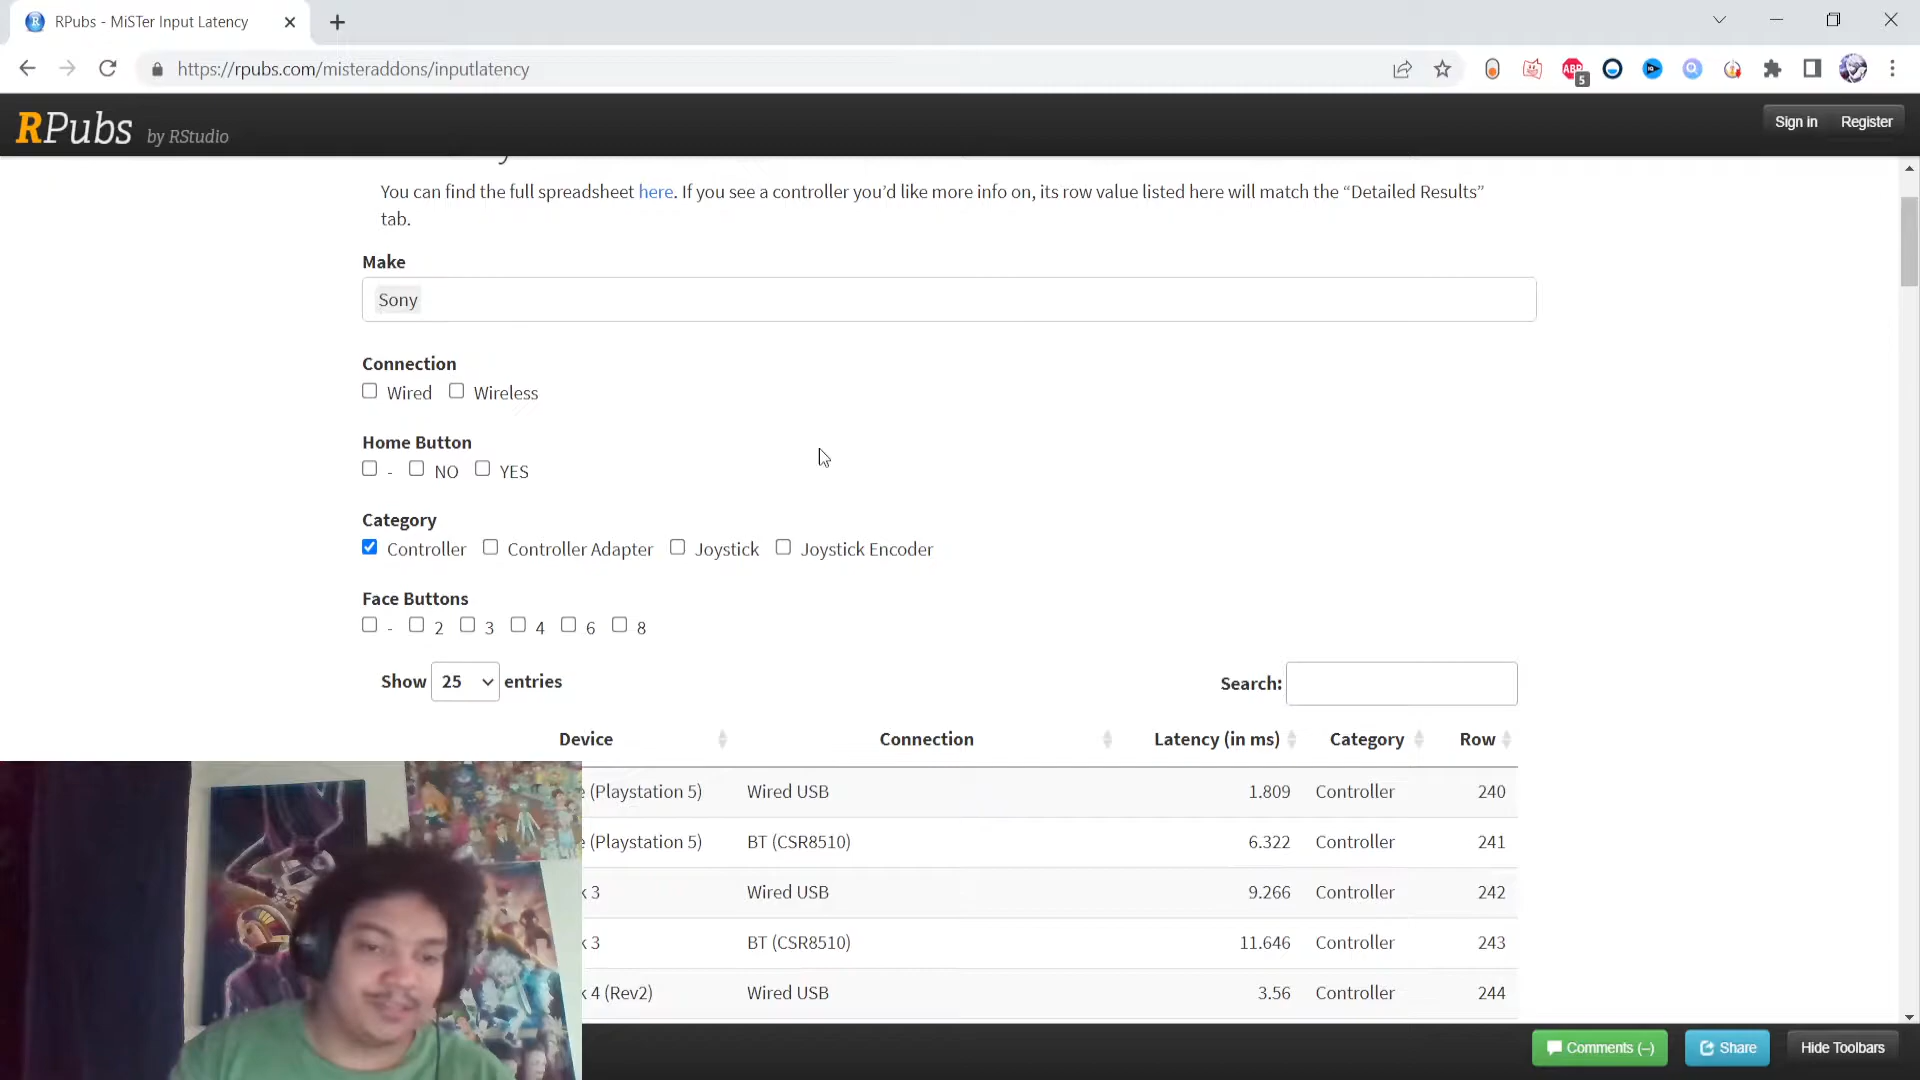 RPubs - MiSTer Input Latency
https://rpubs.com/misteraddons/inputlatency
ABP
5
RPubs by RStudio
Sign in Register
You can find the full spreadsheet here. If you see a controller you’d like more info on, its row value listed here will match the “Detailed Results”
tab.
Make
Sony
Connection
Wired Wireless
Home Button
- NO YES
Category
Controller Controller Adapter Joystick Joystick Encoder
Face Buttons
- 2 3 4 6 8
Show 25 entries
Search:
Device Connection Latency (in ms) Category Row
(Playstation 5) Wired USB 1.809 Controller 240
(Playstation 5) BT (CSR8510) 6.322 Controller 241
3 Wired USB 9.266 Controller 242
3 BT (CSR8510) 11.646 Controller 243
4 (Rev2) Wired USB 3.56 Controller 244
Comments (–) Share Hide Toolbars